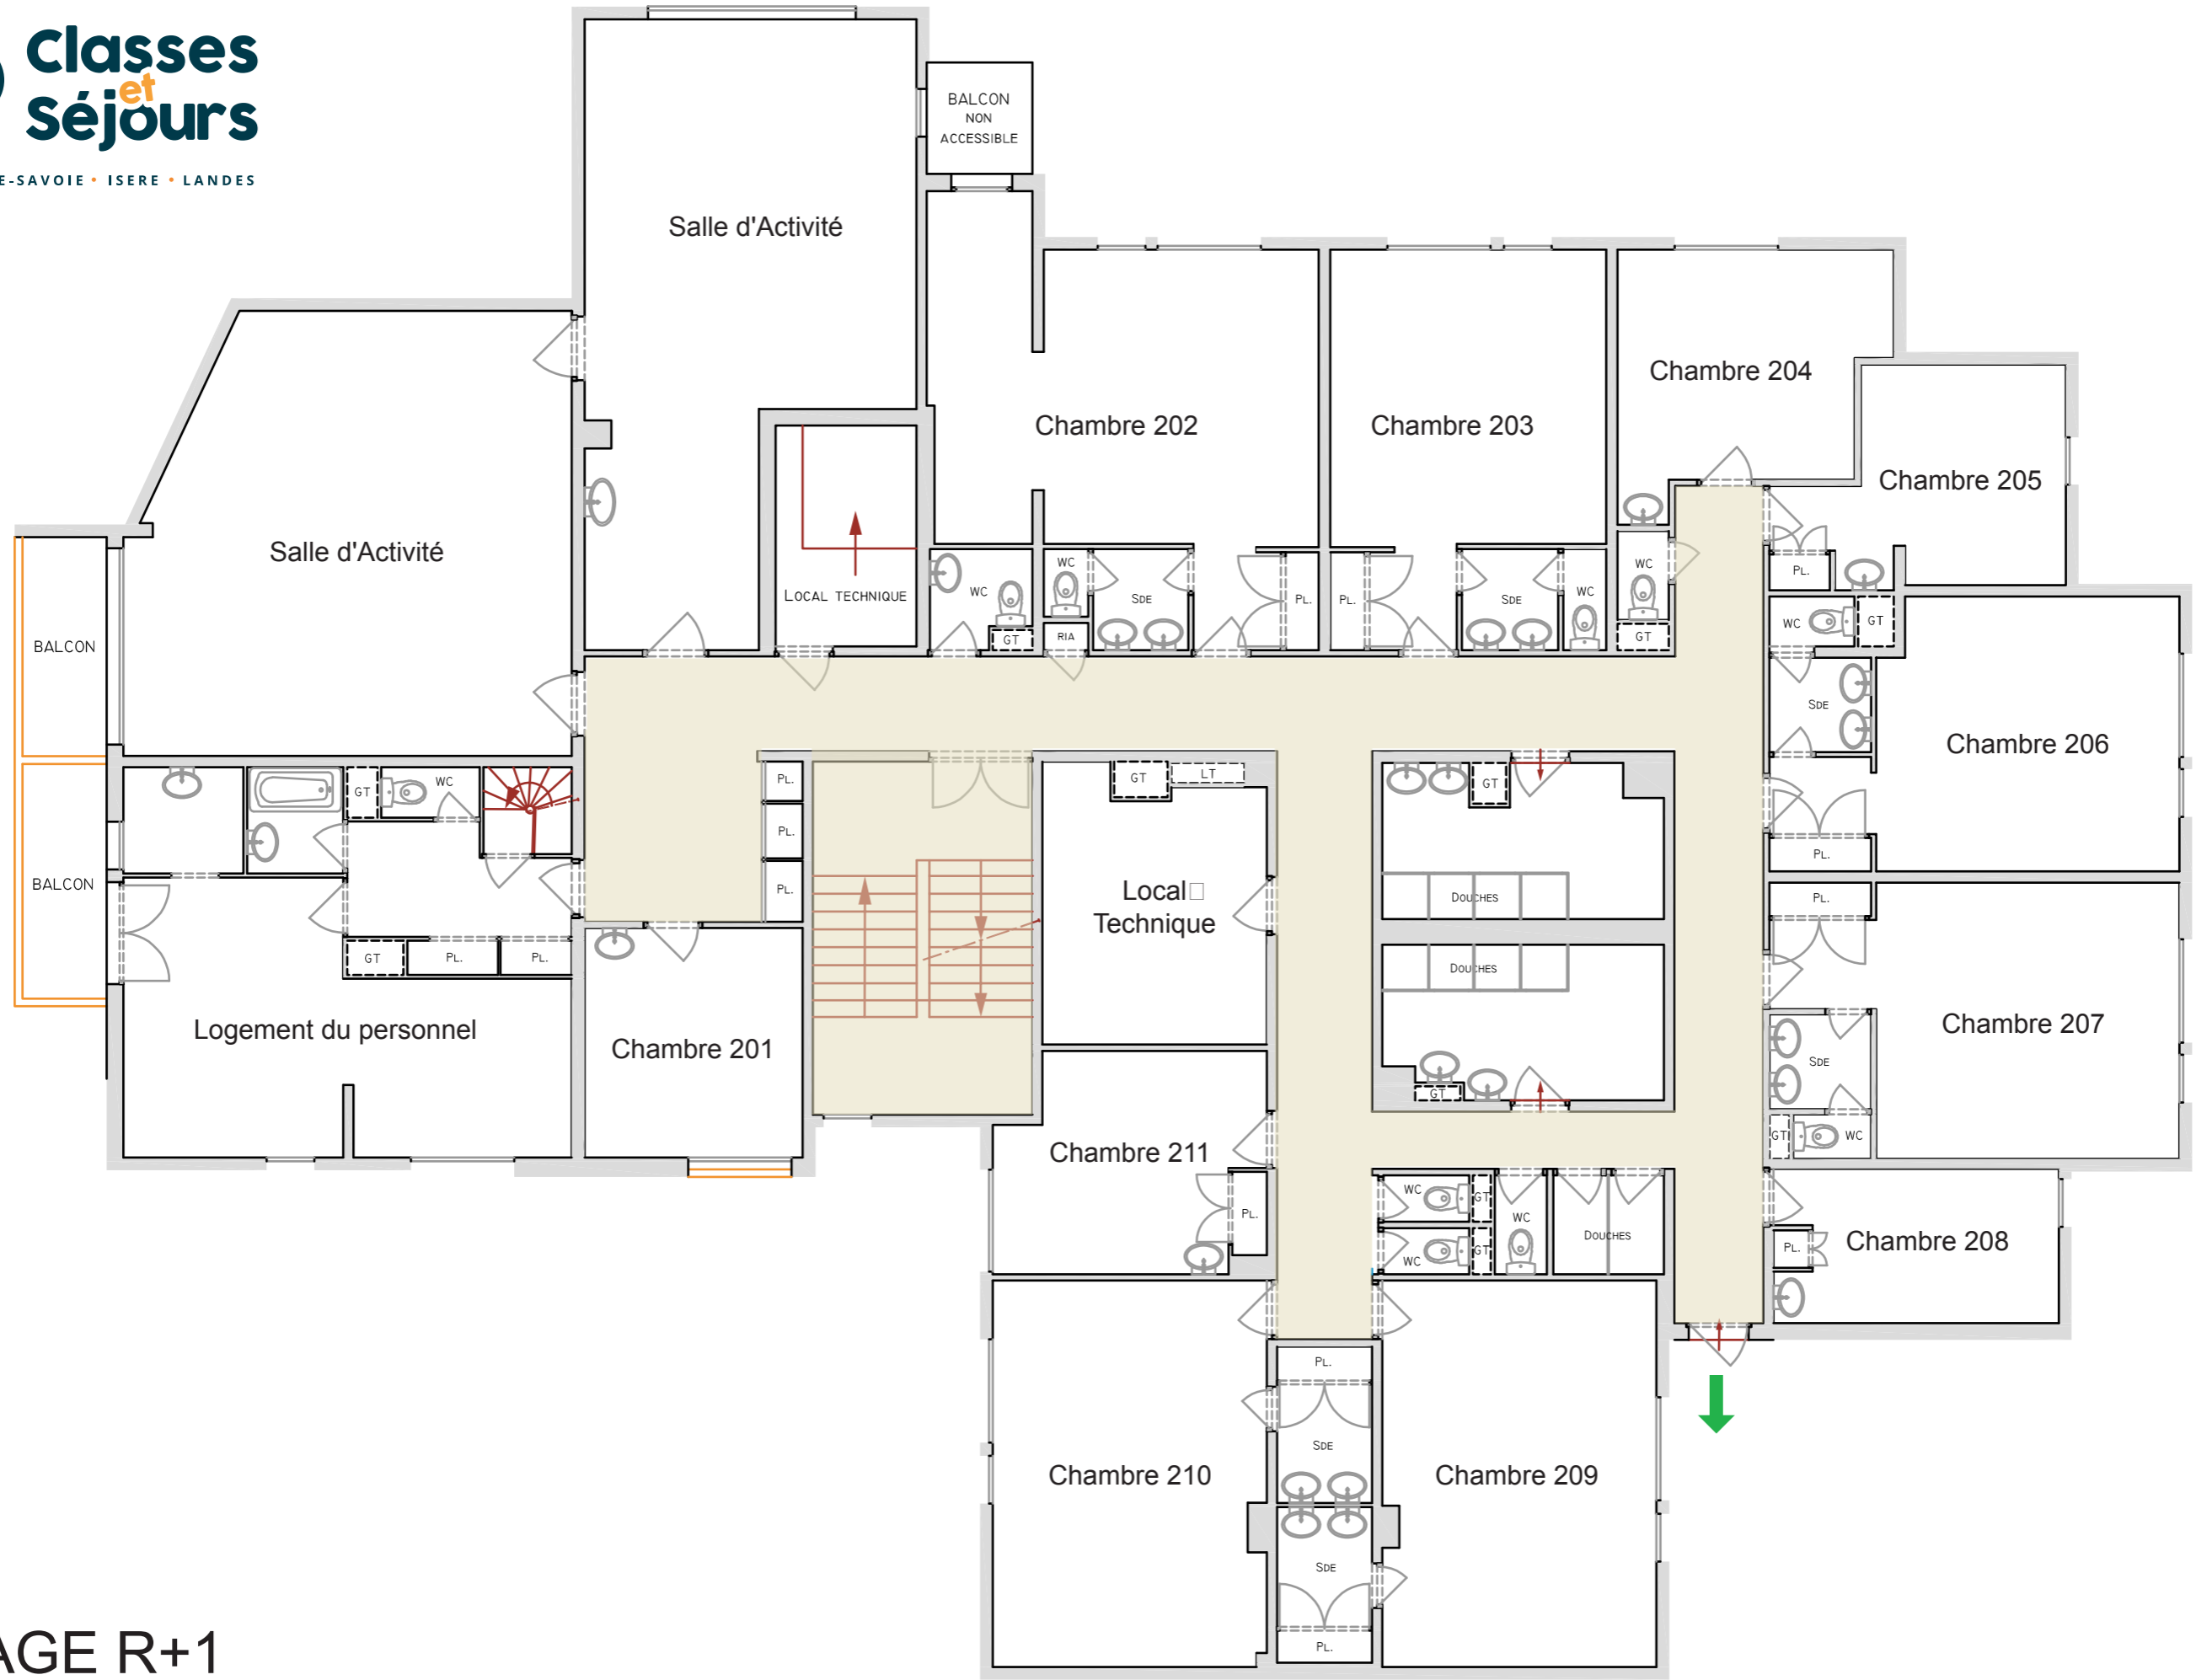 Classes
et
Séjours
E-SAVOIE • ISERE • LANDES
BALCON
NON
ACCESSIBLE
Salle d'Activité
Chambre 202
Chambre 203
Chambre 204
Chambre 205
Salle d'Activité
LOCAL TECHNIQUE
WC
GT
WC
RIA
SDE
PL.
PL.
SDE
WC
WC
GT
PL.
WC
GT
SDE
BALCON
Chambre 206
PL.
GT
WC
PL.
PL.
PL.
GT
LT
GT
BALCON
Local
Technique
DOUCHES
DOUCHES
GT
PL.
PL.
Chambre 207
SDE
GT
WC
GT
PL.
PL.
Logement du personnel
Chambre 201
Chambre 211
PL.
WC
GT
WC
GT
WC
DOUCHES
PL.
Chambre 208
PL.
SDE
Chambre 210
Chambre 209
SDE
PL.
AGE R+1